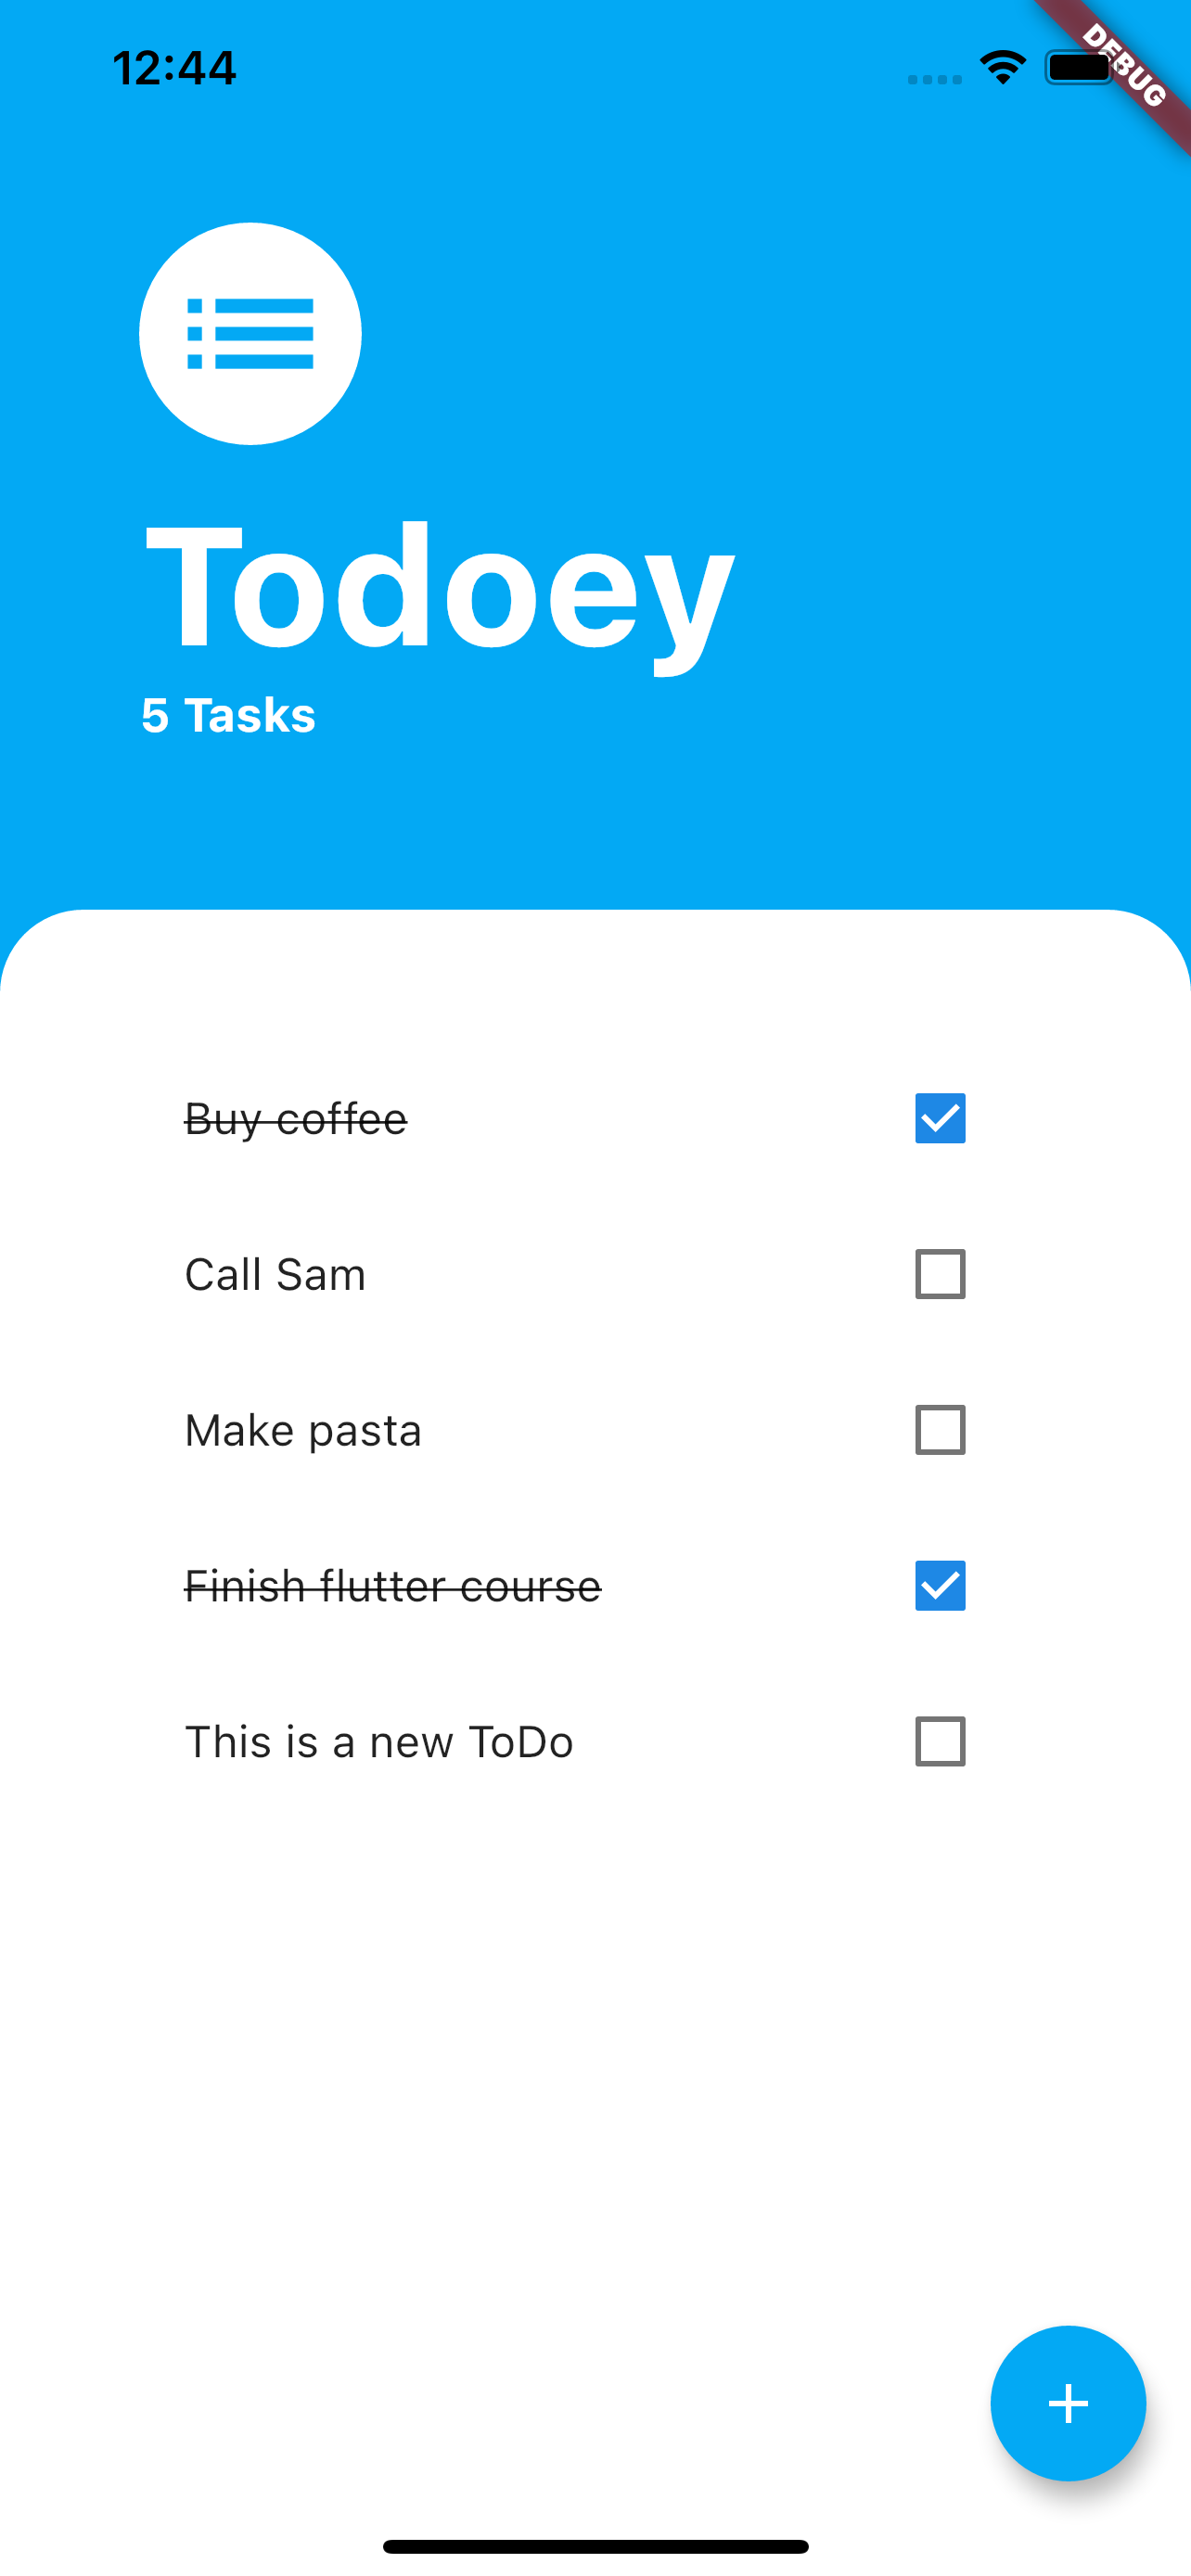 12:44
DEBUG
Todoey
5 Tasks
Buy coffee
Call Sam
Make pasta
Finish flutter course
This is a new ToDo